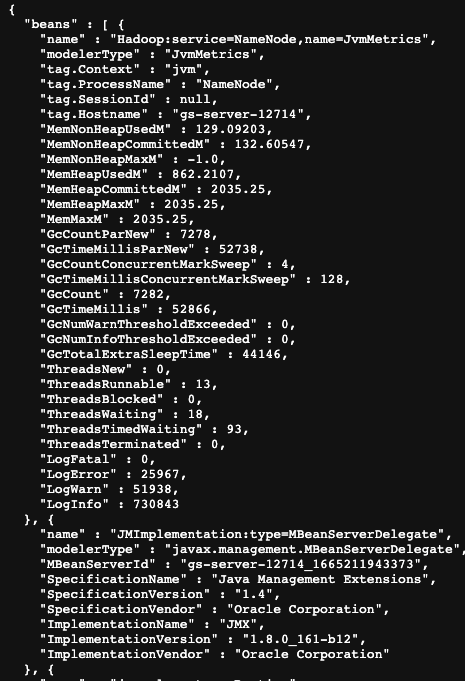 {
"beans" : [ {
"name" : "Hadoop:service=NameNode,name=JvmMetrics",
"modelerType" : "JvmMetrics",
"tag.Context" : "jvm",
"tag.ProcessName" : "NameNode",
"tag.SessionId" : null,
"tag.Hostname" : "gs-server-12714",
"MemNonHeapUsedM" : 129.09203,
"MemNonHeapCommittedM" : 132.60547,
"MemNonHeapMaxM" : -1.0,
"MemHeapUsedM" : 862.2107,
"MemHeapCommittedM" : 2035.25,
"MemHeapMaxM" : 2035.25,
"MemMaxM" : 2035.25,
"GcCountParNew" : 7278,
"GcTimeMillisParNew" : 52738,
"GcCountConcurrentMarkSweep" : 4,
"GcTimeMillisConcurrentMarkSweep" : 128,
"GcCount" : 7282,
"GcTimeMillis" : 52866,
"GcNumWarnThresholdExceeded" : 0,
"GcNumInfoThresholdExceeded" : 0,
"GcTotalExtraSleepTime" : 44146,
"ThreadsNew" : 0,
"ThreadsRunnable" : 13,
"ThreadsBlocked" : 0,
"ThreadsWaiting" : 18,
"ThreadsTimedWaiting" : 93,
"ThreadsTerminated" : 0,
"LogFatal" : 0,
"LogError" : 25967,
"LogWarn" : 51938,
"LogInfo" : 730843
}, {
"name" : "JMImplementation:type=MBeanServerDelegate",
"modelerType" : "javax.management.MBeanServerDelegate",
"MBeanServerId" : "gs-server-12714_1665211943373",
"SpecificationName" : "Java Management Extensions",
"SpecificationVersion" : "1.4",
"SpecificationVendor" : "Oracle Corporation",
"ImplementationName" : "JMX",
"ImplementationVersion" : "1.8.0_161-b12",
"ImplementationVendor" : "Oracle Corporation"
}, {